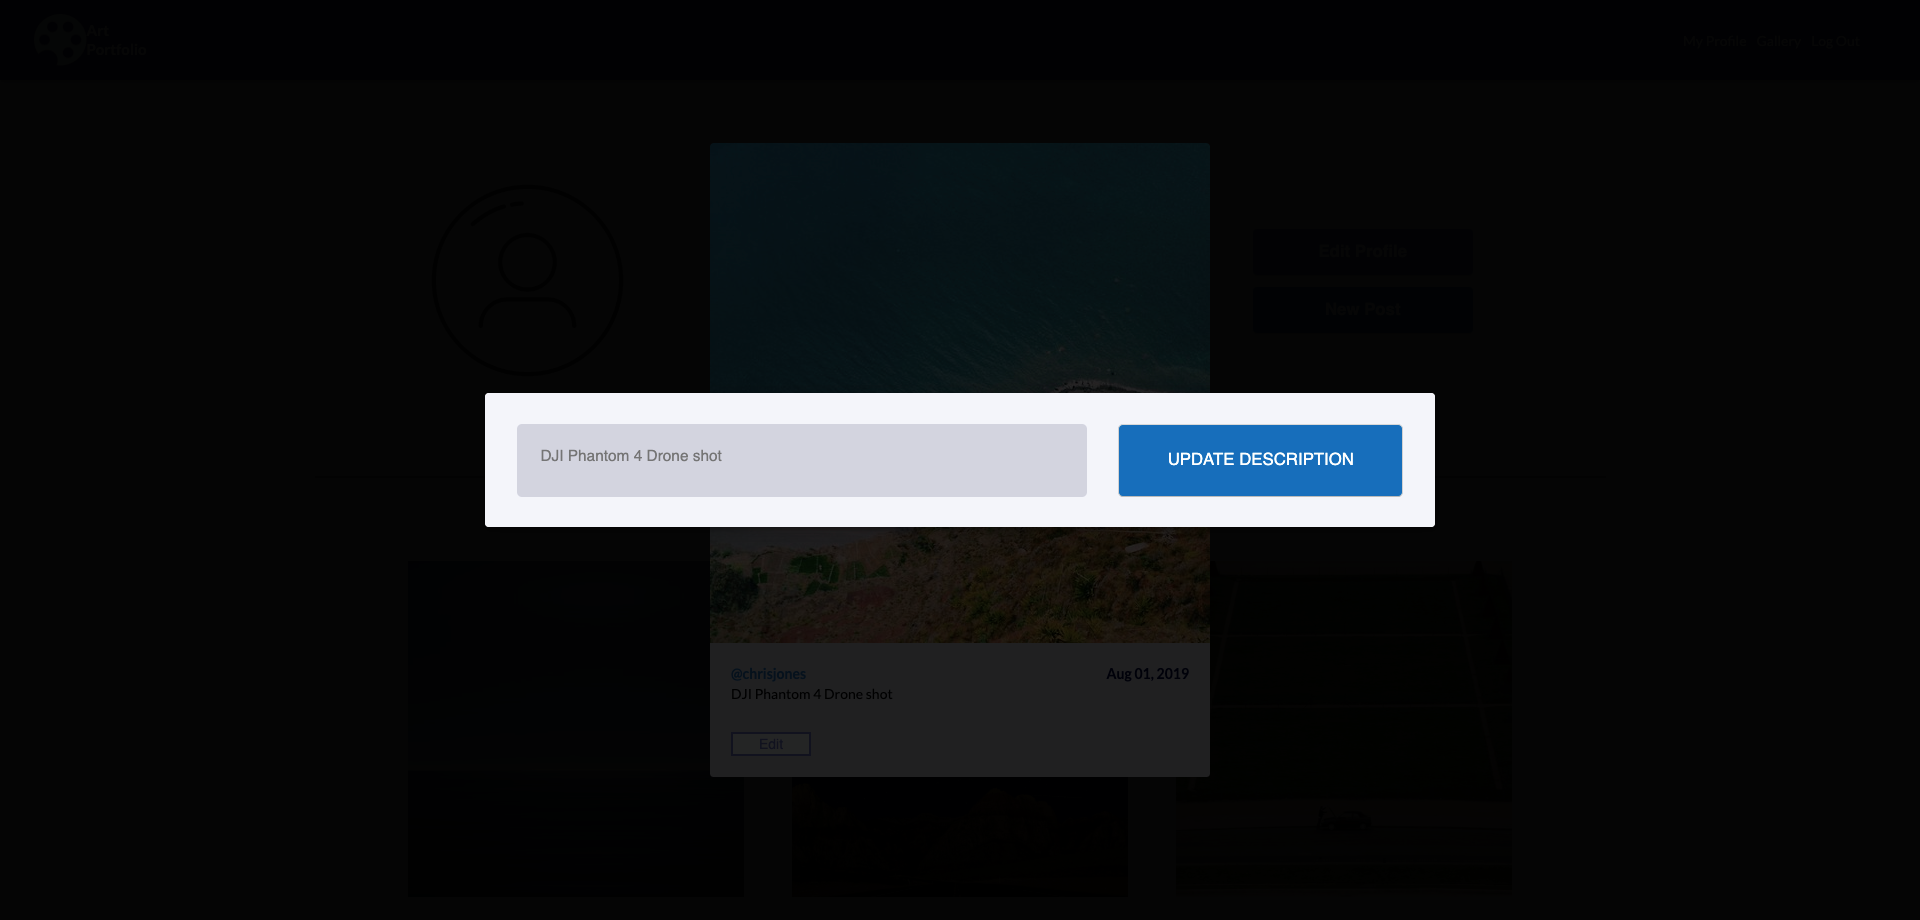 Art
Portfolio
My Profile Gallery Log Out
Edit Profile
New Post
DJI Phantom 4 Drone shot
UPDATE DESCRIPTION
@chrisjones
Aug 01, 2019
DJI Phantom 4 Drone shot
Edit